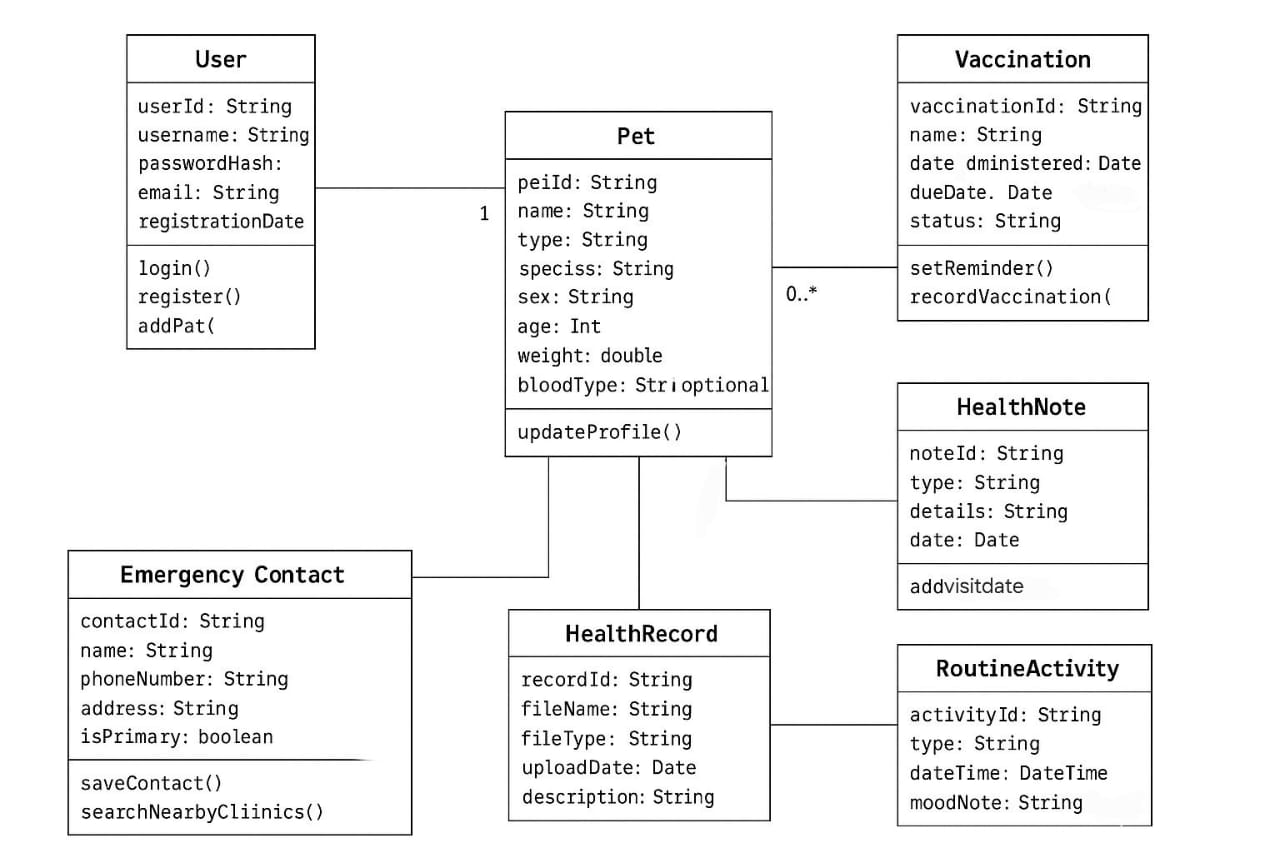 User
userId: String
username: String
passwordHash:
email: String
registrationDate
login()
register()
addPat(
1
Pet
peiId: String
name: String
type: String
speciss: String
sex: String
age: Int
weight: double
bloodType: Stri optional
updateProfile()
0..*
Vaccination
vaccinationId: String
name: String
date dministered: Date
dueDate. Date
status: String
setReminder()
recordVaccination(
HealthNote
noteId: String
type: String
details: String
date: Date
addvisitdate
Emergency Contact
contactId: String
name: String
phoneNumber: String
address: String
isPrimary: boolean
saveContact()
searchNearbyCliinics()
HealthRecord
recordId: String
fileName: String
fileType: String
uploadDate: Date
description: String
RoutineActivity
activityId: String
type: String
dateTime: DateTime
moodNote: String